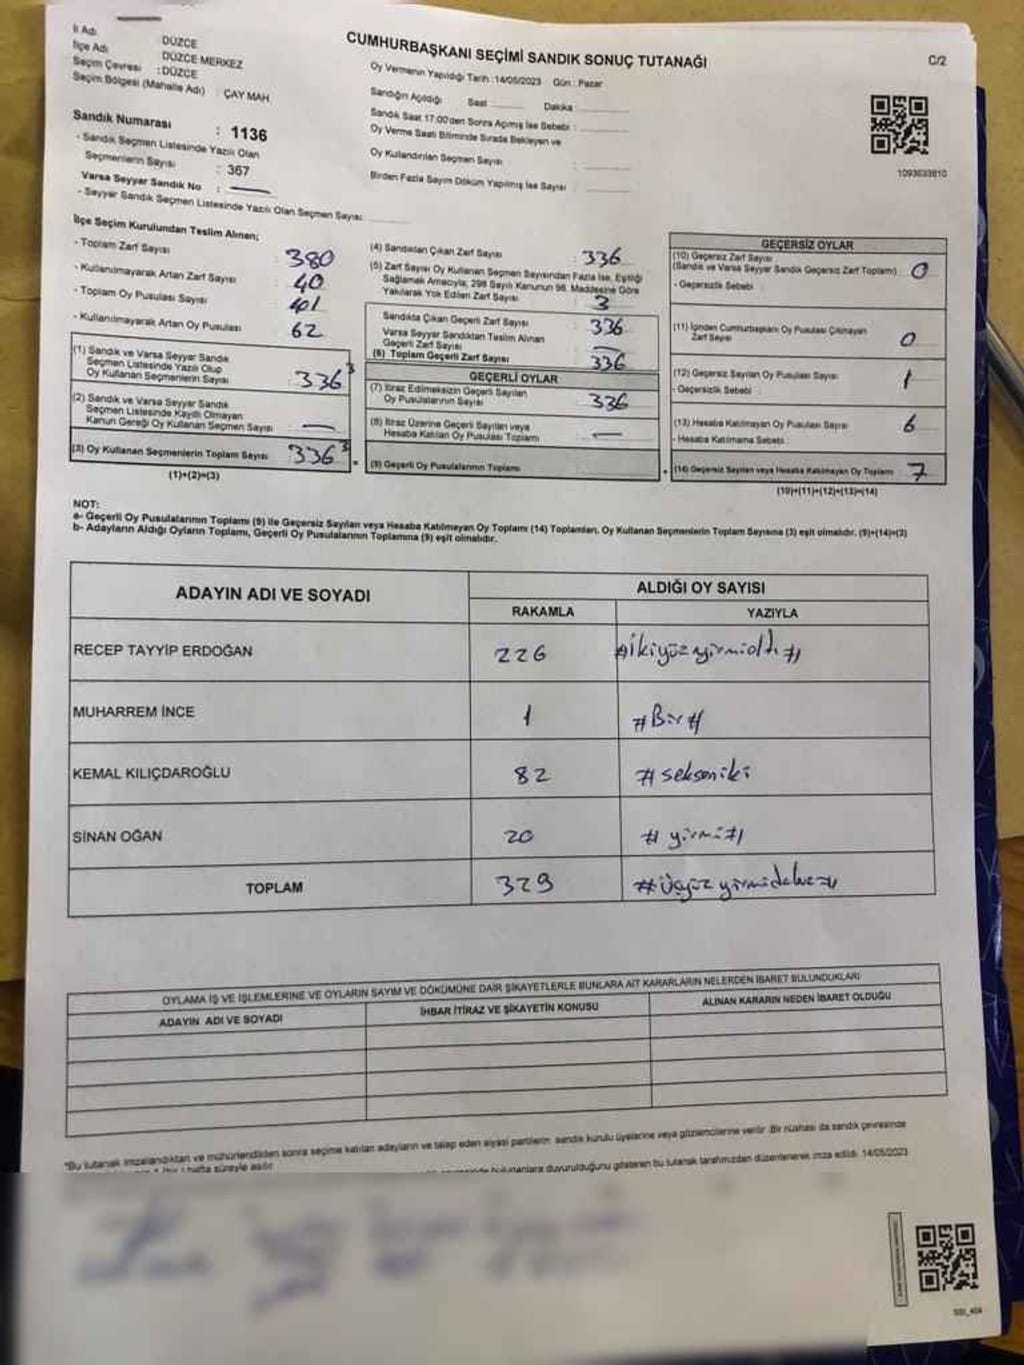 CUMHURBAŞKANI SEÇİMİ SANDIK SONUÇ TUTANAĞI
C/2
İl Adı : DÜZCE
İlçe Adı : DÜZCE MERKEZ
Seçim Çevresi : DÜZCE
Seçim Bölgesi (Mahalle Adı) : ÇAY MAH
Sandık Numarası : 1136
- Sandık Seçmen Listesinde Yazılı Olan
Seçmenlerin Sayısı : 367
Varsa Seyyar Sandık No :
- Seyyar Sandık Seçmen Listesinde Yazılı Olan Seçmen Sayısı:
Oy Vermenin Yapıldığı Tarih :14/05/2023 Gün : Pazar
Sandığın Açıldığı Saat Dakika
Sandık Saat 17:00'den Sonra Açılmış İse Sebebi :
Oy Verme Saati Bitiminde Sırada Bekleyen ve
Oy Kullandırılan Seçmen Sayısı :
Birden Fazla Sayım Döküm Yapılmış İse Sayısı :
1093633810
İlçe Seçim Kurulundan Teslim Alınan;
- Toplam Zarf Sayısı : 380
- Kullanılmayarak Artan Zarf Sayısı : 40
- Toplam Oy Pusulası Sayısı : 401
- Kullanılmayarak Artan Oy Pusulası : 62
(1) Sandık ve Varsa Seyyar Sandık
Seçmen Listesinde Yazılı Olup
Oy Kullanan Seçmenlerin Sayısı : 336
(2) Sandık ve Varsa Seyyar Sandık
Seçmen Listesinde Kayıtlı Olmayan
Kanun Gereği Oy Kullanan Seçmen Sayısı : —
(3) Oy Kullanan Seçmenlerin Toplam Sayısı : 336
(1)+(2)=(3)
(4) Sandıktan Çıkan Zarf Sayısı : 336
(5) Zarf Sayısı Oy Kullanan Seçmen Sayısından Fazla İse, Eşitliği
Sağlamak Amacıyla, 298 Sayılı Kanunun 98. Maddesine Göre
Yakılarak Yok Edilen Zarf Sayısı : 3
Sandıkta Çıkan Geçerli Zarf Sayısı : 336
Varsa Seyyar Sandıktan Teslim Alınan
Geçerli Zarf Sayısı : —
(6) Toplam Geçerli Zarf Sayısı : 336
GEÇERLİ OYLAR
(7) İtiraz Edilmeksizin Geçerli Sayılan
Oy Pusulalarının Sayısı : 336
(8) İtiraz Üzerine Geçerli Sayılan veya
Hesaba Katılan Oy Pusulası Toplamı : —
(9) Geçerli Oy Pusulalarının Toplamı :
GEÇERSİZ OYLAR
(10) Geçersiz Zarf Sayısı
(Sandık ve Varsa Seyyar Sandık Geçersiz Zarf Toplamı) : 0
- Geçersizlik Sebebi :
(11) İçinden Cumhurbaşkanı Oy Pusulası Çıkmayan
Zarf Sayısı : 0
(12) Geçersiz Sayılan Oy Pusulası Sayısı : 1
- Geçersizlik Sebebi :
(13) Hesaba Katılmayan Oy Pusulası Sayısı : 6
- Hesaba Katılmama Sebebi :
(14) Geçersiz Sayılan veya Hesaba Katılmayan Oy Toplamı : 7
(10)+(11)+(12)+(13)=(14)
NOT:
a- Geçerli Oy Pusulalarının Toplamı (9) ile Geçersiz Sayılan veya Hesaba Katılmayan Oy Toplamı (14) Toplamları, Oy Kullanan Seçmenlerin Toplam Sayısına (3) eşit olmalıdır. (9)+(14)=(3)
b- Adayların Aldığı Oyların Toplamı, Geçerli Oy Pusulalarının Toplamına (9) eşit olmalıdır.
ADAYIN ADI VE SOYADI
ALDIĞI OY SAYISI
RAKAMLA YAZIYLA
RECEP TAYYİP ERDOĞAN 226 #ikiyüzyirmialtı#
MUHARREM İNCE 1 #Bir#
KEMAL KILIÇDAROĞLU 82 #sekseniki
SİNAN OĞAN 20 #yirmi#
TOPLAM 329 #Üçyüzyirmidokuz#
OYLAMA İŞ VE İŞLEMLERİNE VE OYLARIN SAYIM VE DÖKÜMÜNE DAİR ŞİKAYETLERLE BUNLARA AİT KARARLARIN NELERDEN İBARET BULUNDUKLARI
ADAYIN ADI VE SOYADI İHBAR İTİRAZ VE ŞİKAYETİN KONUSU ALINAN KARARIN NEDEN İBARET OLDUĞU
*Bu tutanak imzalandıktan ve mühürlendikten sonra seçime katılan adayların ve talep eden siyasi partilerin sandık kurulu üyelerine veya gözlemcilerine verilir. Bir nüshası da sandık çevresinde
1 hafta süreyle asılır.
bulunanlara duyurulduğunu gösteren bu tutanak tarafımızdan düzenlenerek imza edildi. 14/05/2023